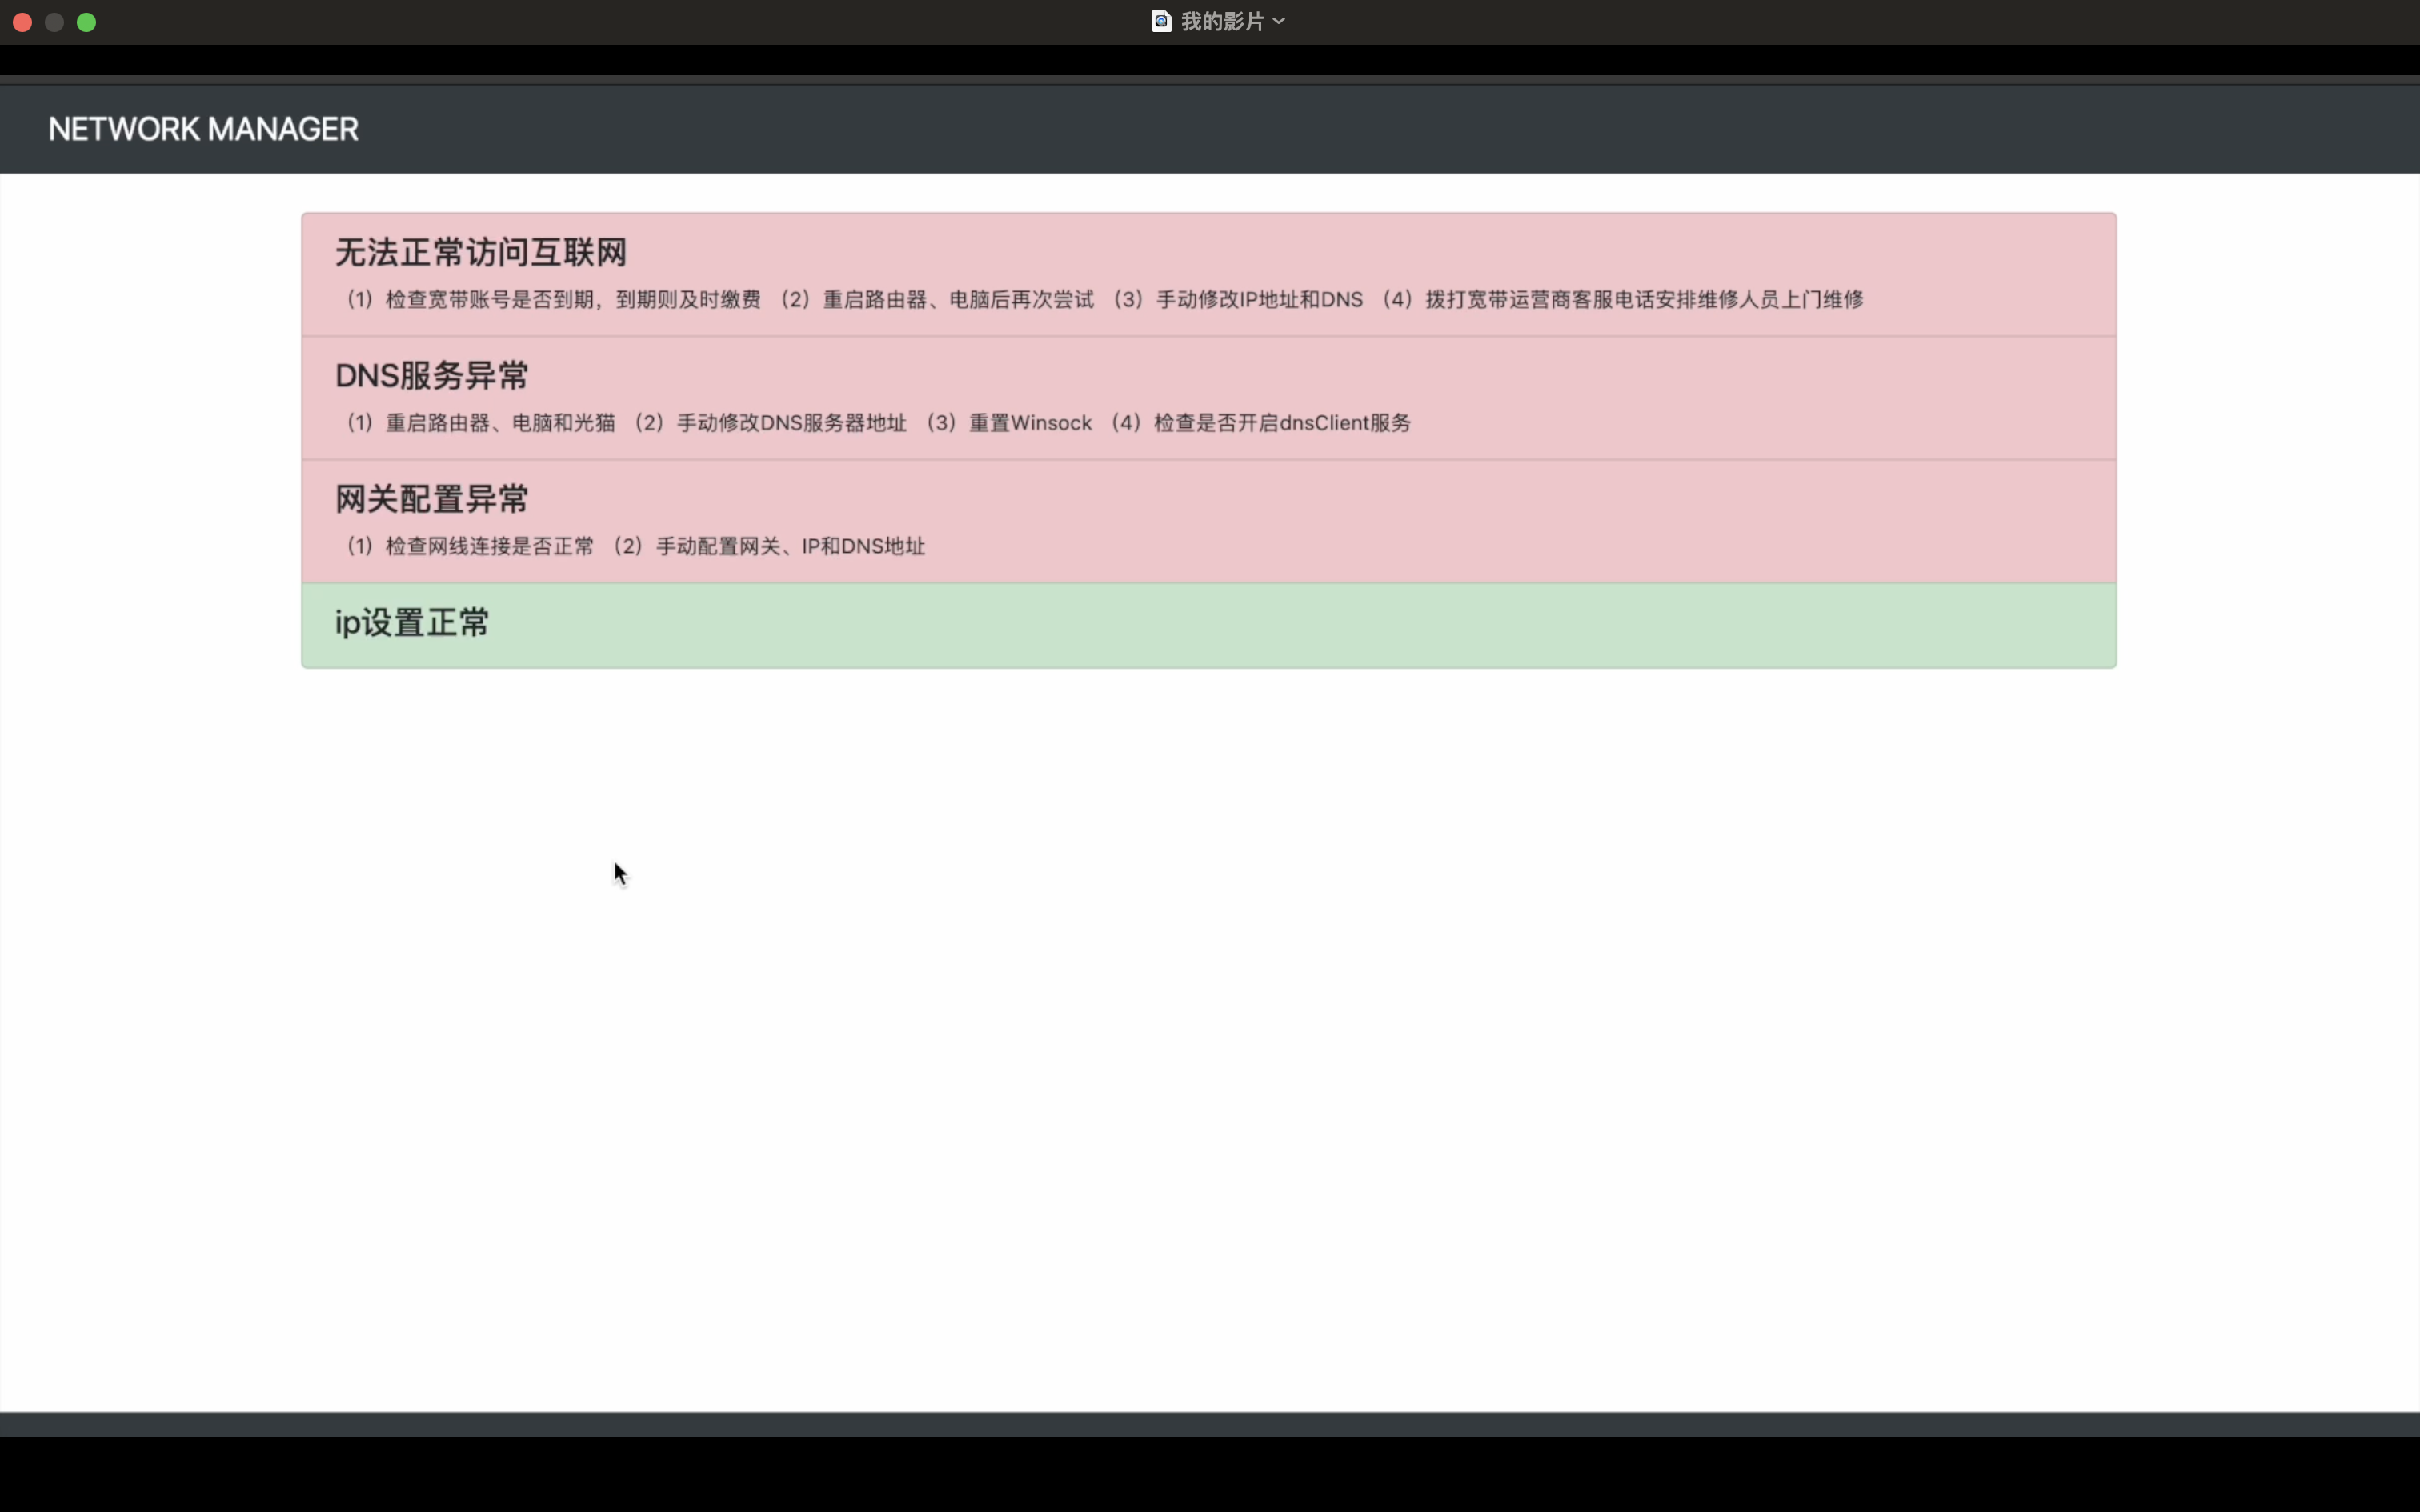 我的影片
NETWORK MANAGER
无法正常访问互联网
（1）检查宽带账号是否到期，到期则及时缴费 （2）重启路由器、电脑后再次尝试 （3）手动修改IP地址和DNS （4）拨打宽带运营商客服电话安排维修人员上门维修
DNS服务异常
（1）重启路由器、电脑和光猫 （2）手动修改DNS服务器地址 （3）重置Winsock （4）检查是否开启dnsClient服务
网关配置异常
（1）检查网线连接是否正常 （2）手动配置网关、IP和DNS地址
ip设置正常